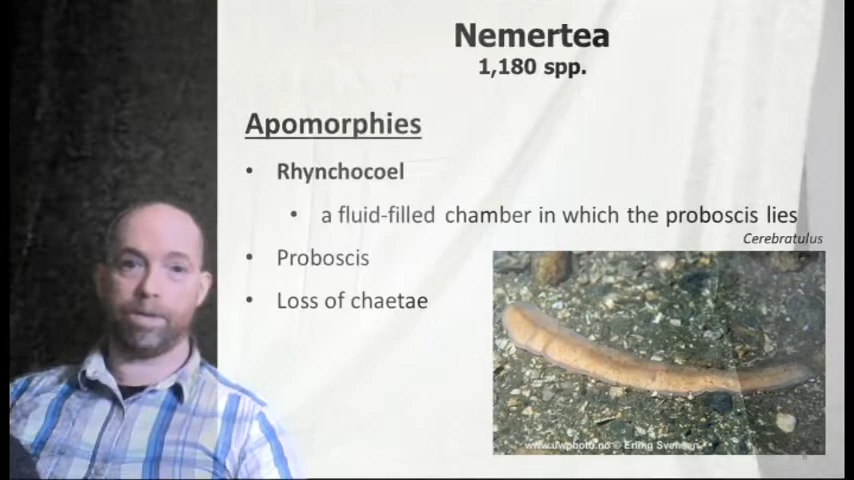 Nemertea
1,180 spp.
Apomorphies
• Rhynchocoel
• a fluid-filled chamber in which the proboscis lies
Cerebratulus
• Proboscis
• Loss of chaetae
www.uwphoto.no © Erling Svensen